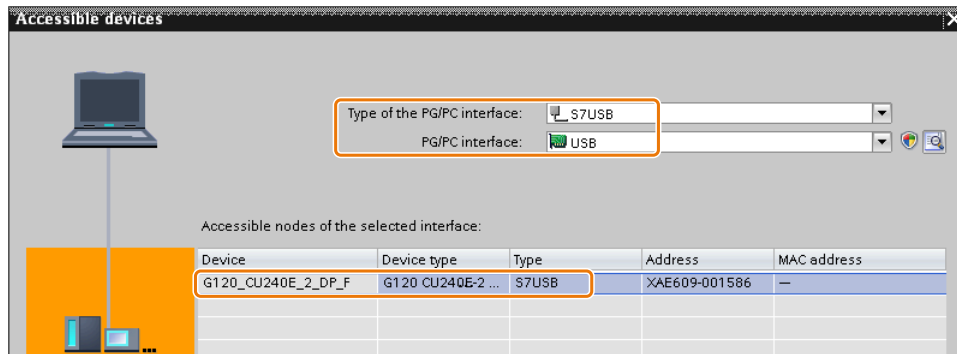 Accessible devices
Type of the PG/PC interface: S7USB
PG/PC interface: USB
Accessible nodes of the selected interface:
Device Device type Type Address MAC address
G120_CU240E_2_DP_F G120 CU240E-2 ... S7USB XAE609-001586 —
...